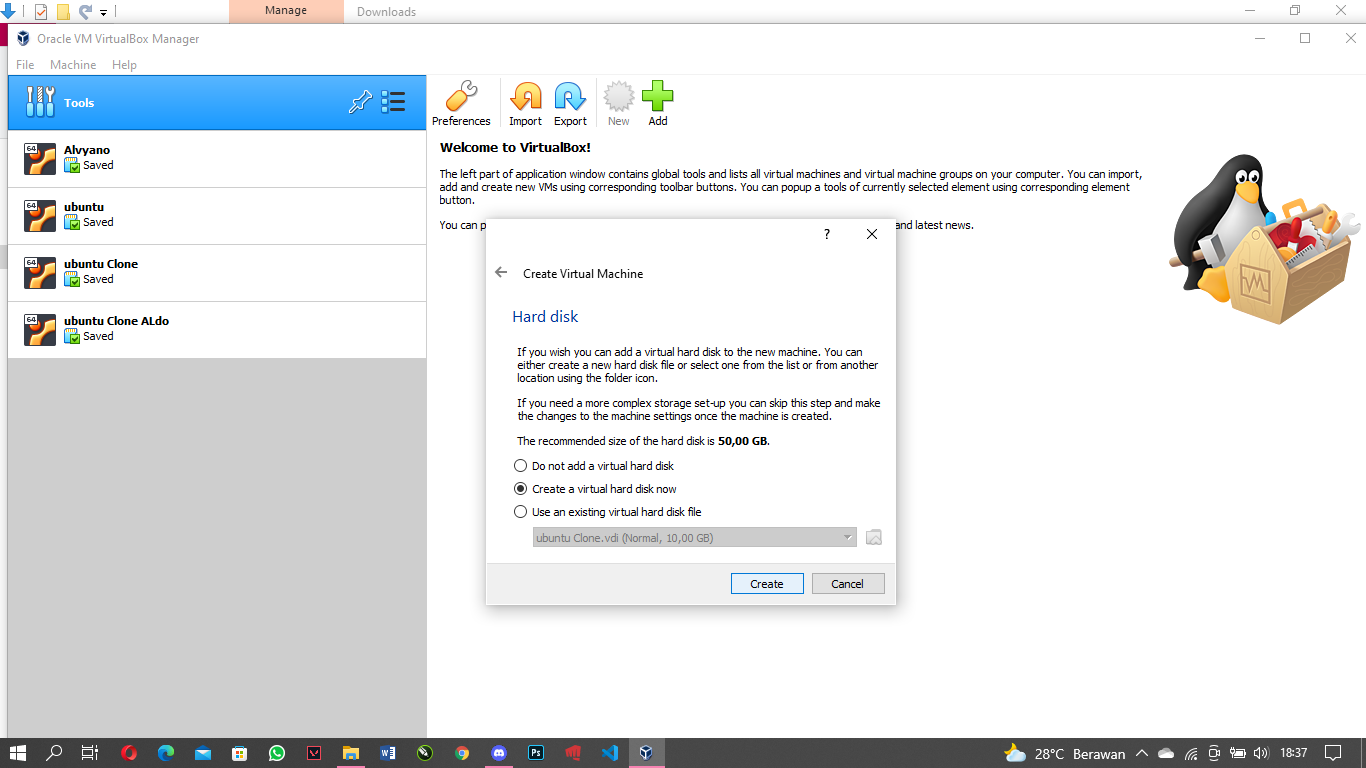 Manage
Downloads
Oracle VM VirtualBox Manager
File Machine Help
Tools
64
Alvyano
Saved
64
ubuntu
Saved
64
ubuntu Clone
Saved
64
ubuntu Clone ALdo
Saved
Preferences
Import
Export
New
Add
Welcome to VirtualBox!
The left part of application window contains global tools and lists all virtual machines and virtual machine groups on your computer. You can import,
add and create new VMs using corresponding toolbar buttons. You can popup a tools of currently selected element using corresponding element
button.
You can p
and latest news.
?
Create Virtual Machine
Hard disk
If you wish you can add a virtual hard disk to the new machine. You can
either create a new hard disk file or select one from the list or from another
location using the folder icon.
If you need a more complex storage set-up you can skip this step and make
the changes to the machine settings once the machine is created.
The recommended size of the hard disk is 50,00 GB.
Do not add a virtual hard disk
Create a virtual hard disk now
Use an existing virtual hard disk file
ubuntu Clone.vdi (Normal, 10,00 GB)
Create
Cancel
Ps
28°C Berawan
18:37